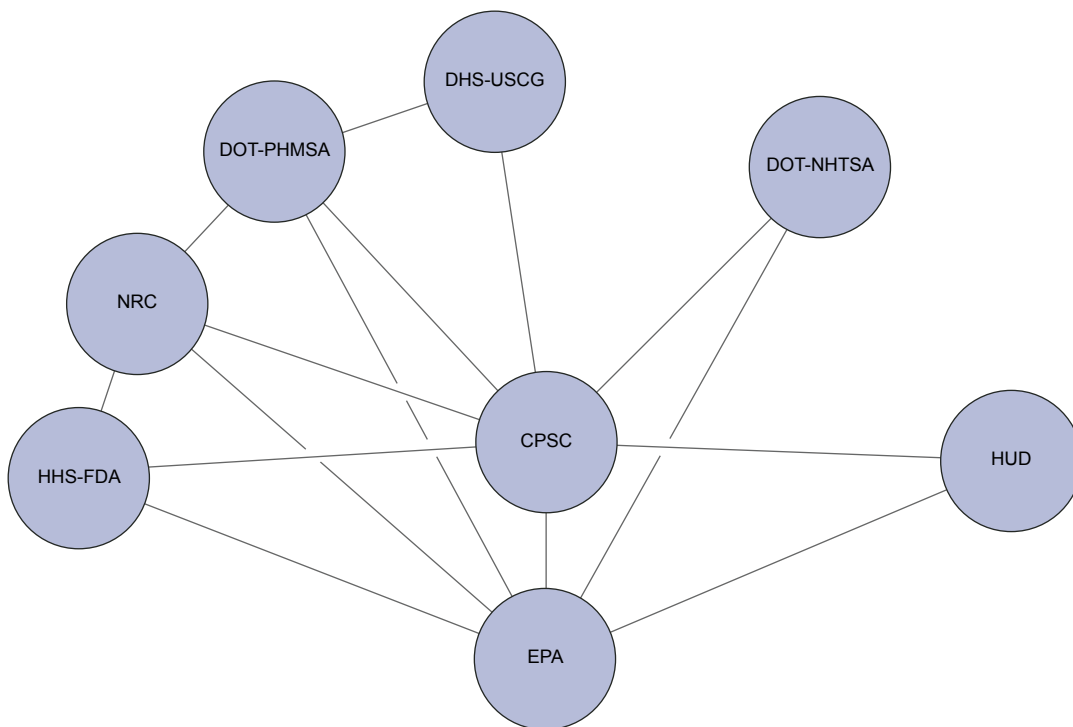 DHS-USCG
DOT-PHMSA
DOT-NHTSA
NRC
CPSC
HUD
HHS-FDA
EPA